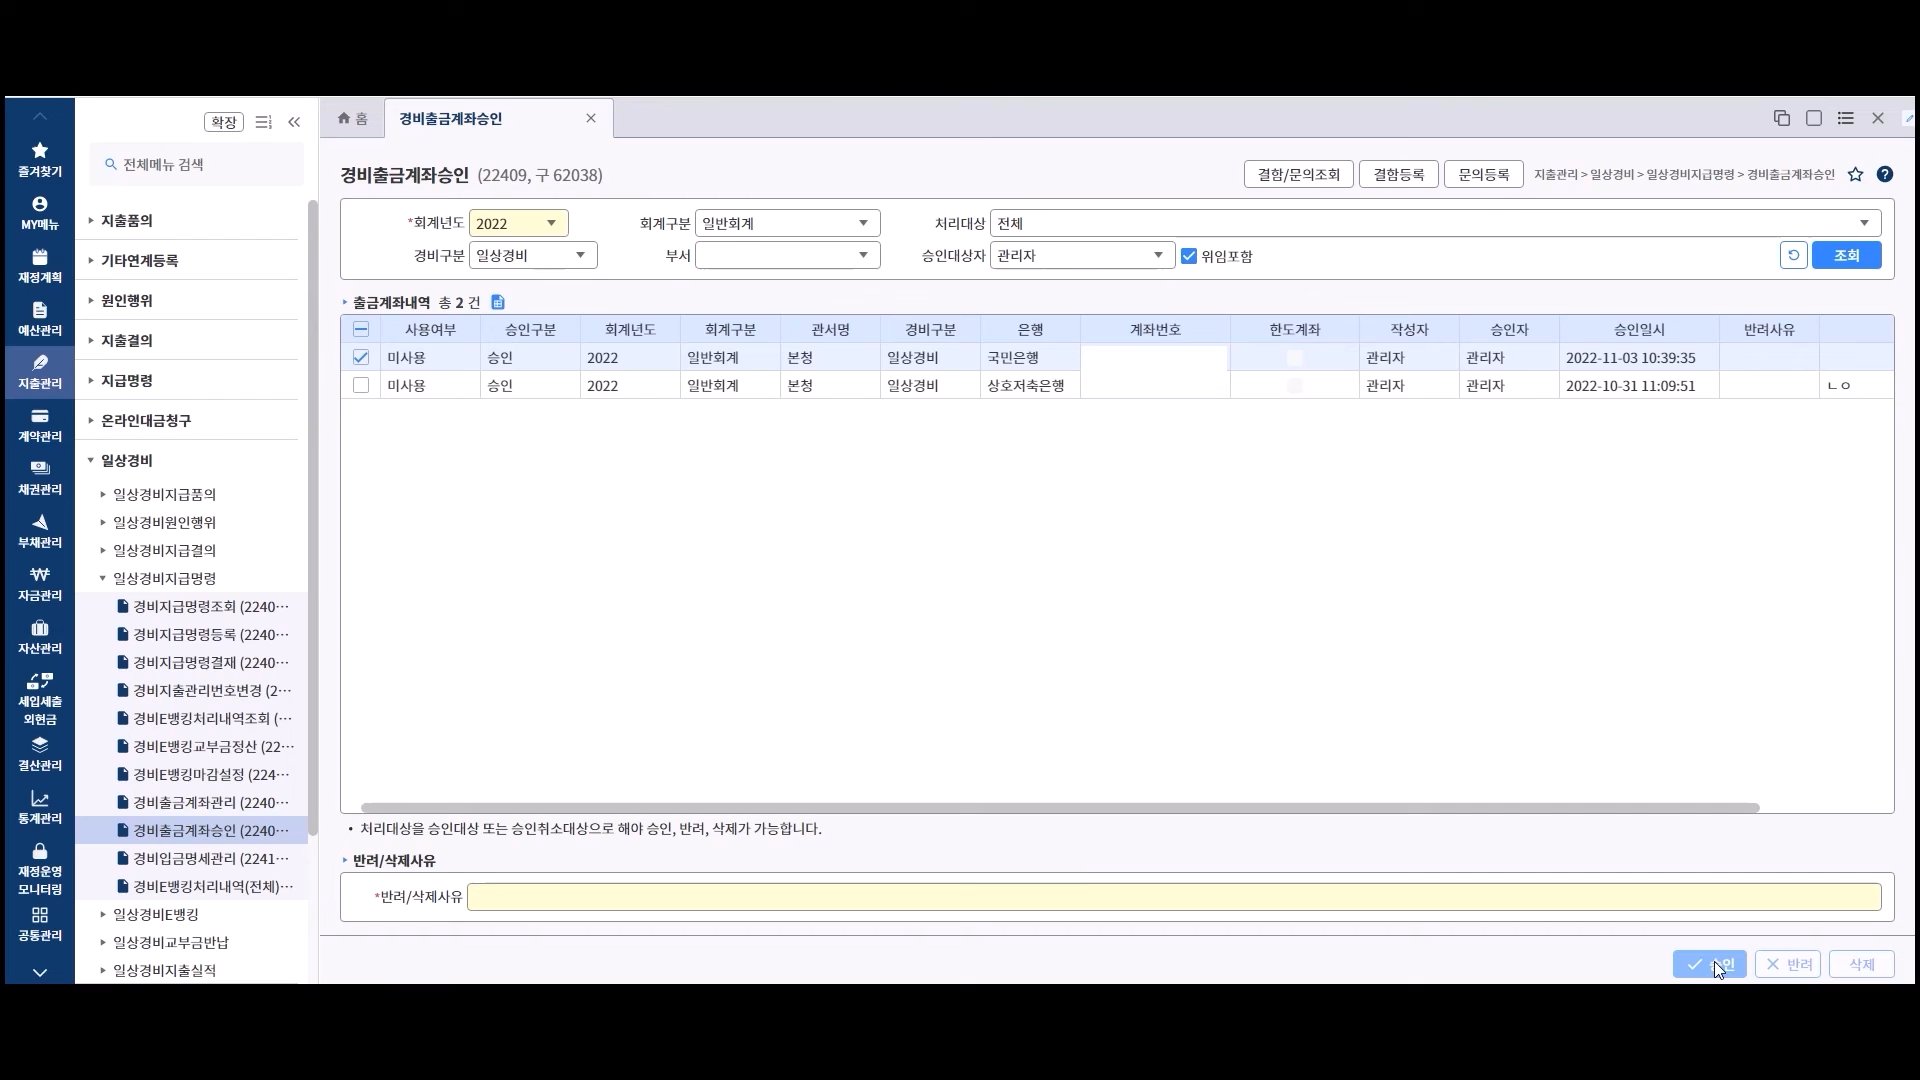 즐겨찾기
MY메뉴
재정계획
예산관리
지출관리
계약관리
채권관리
부채관리
자금관리
자산관리
세입세출
외현금
결산관리
통계관리
재정운영
모니터링
공통관리
확장
전체메뉴 검색
지출품의
기타연계등록
원인행위
지출결의
지급명령
온라인대금청구
일상경비
일상경비지급품의
일상경비원인행위
일상경비지급결의
일상경비지급명령
경비지급명령조회 (2240…
경비지급명령등록 (2240…
경비지급명령결재 (2240…
경비지출관리번호변경 (2…
경비E뱅킹처리내역조회 (…
경비E뱅킹교부금정산 (22…
경비E뱅킹마감설정 (224…
경비출금계좌관리 (2240…
경비출금계좌승인 (2240…
경비입금명세관리 (2241…
경비E뱅킹처리내역(전체)…
일상경비E뱅킹
일상경비교부금반납
일상경비지출실적
홈 경비출금계좌승인
경비출금계좌승인 (22409, 구 62038) 결함/문의조회 결함등록 문의등록 지출관리 > 일상경비 > 일상경비지급명령 > 경비출금계좌승인
*회계년도 2022 회계구분 일반회계 처리대상 전체
경비구분 일상경비 부서 승인대상자 관리자 위임포함 조회
출금계좌내역 총 2 건
사용여부 승인구분 회계년도 회계구분 관서명 경비구분 은행 계좌번호 한도계좌 작성자 승인자 승인일시 반려사유
미사용 승인 2022 일반회계 본청 일상경비 국민은행 관리자 관리자 2022-11-03 10:39:35
미사용 승인 2022 일반회계 본청 일상경비 상호저축은행 관리자 관리자 2022-10-31 11:09:51 ㄴㅇ
• 처리대상을 승인대상 또는 승인취소대상으로 해야 승인, 반려, 삭제가 가능합니다.
반려/삭제사유
*반려/삭제사유
반려 삭제